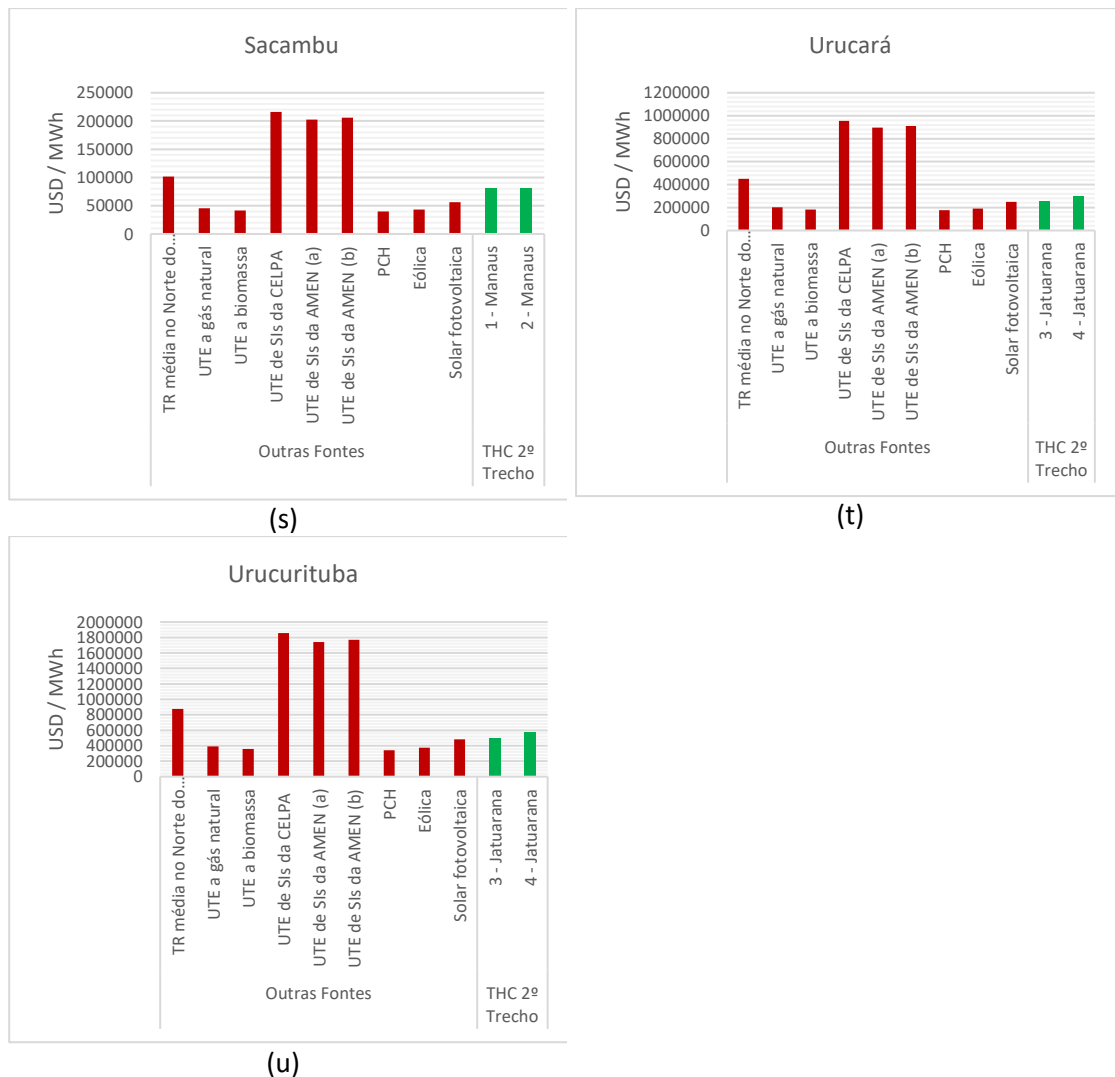 Sacambu
USD / MWh
250000
200000
150000
100000
50000
0
TR média no Norte do...
UTE a gás natural
UTE a biomassa
UTE de SIs da CELPA
UTE de SIs da AMEN (a)
UTE de SIs da AMEN (b)
PCH
Eólica
Solar fotovoltaica
1 - Manaus
2 - Manaus
Outras Fontes
THC 2º
Trecho
(s)
Urucará
USD / MWh
1200000
1000000
800000
600000
400000
200000
0
TR média no Norte do...
UTE a gás natural
UTE a biomassa
UTE de SIs da CELPA
UTE de SIs da AMEN (a)
UTE de SIs da AMEN (b)
PCH
Eólica
Solar fotovoltaica
3 - Jatuarana
4 - Jatuarana
Outras Fontes
THC 2º
Trecho
(t)
Urucurituba
USD / MWh
2000000
1800000
1600000
1400000
1200000
1000000
800000
600000
400000
200000
0
TR média no Norte do...
UTE a gás natural
UTE a biomassa
UTE de SIs da CELPA
UTE de SIs da AMEN (a)
UTE de SIs da AMEN (b)
PCH
Eólica
Solar fotovoltaica
3 - Jatuarana
4 - Jatuarana
Outras Fontes
THC 2º
Trecho
(u)